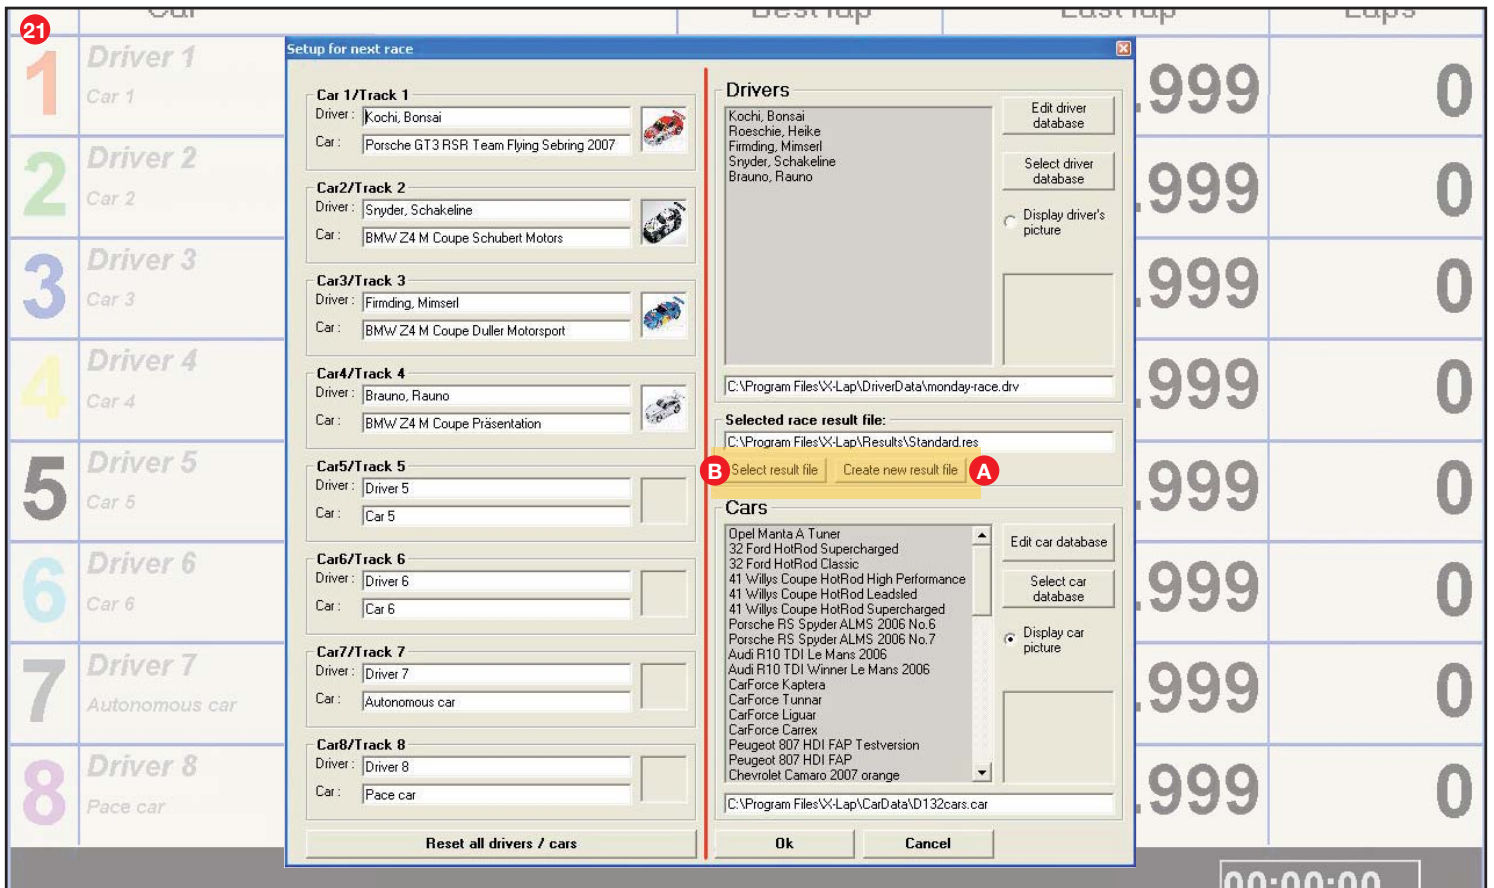 21
Car
Best lap
Last lap
Laps
1
Driver 1
Car 1
.999
0
2
Driver 2
Car 2
.999
0
3
Driver 3
Car 3
.999
0
4
Driver 4
Car 4
.999
0
5
Driver 5
Car 5
.999
0
6
Driver 6
Car 6
.999
0
7
Driver 7
Autonomous car
.999
0
8
Driver 8
Pace car
.999
0
00:00:00
Setup for next race
Car 1/Track 1
Driver: Kochi, Bonsai
Car: Porsche GT3 RSR Team Flying Sebring 2007
Car2/Track 2
Driver: Snyder, Schakeline
Car: BMW Z4 M Coupe Schubert Motors
Car3/Track 3
Driver: Firmding, Mimserl
Car: BMW Z4 M Coupe Duller Motorsport
Car4/Track 4
Driver: Brauno, Rauno
Car: BMW Z4 M Coupe Präsentation
Car5/Track 5
Driver: Driver 5
Car: Car 5
Car6/Track 6
Driver: Driver 6
Car: Car 6
Car7/Track 7
Driver: Driver 7
Car: Autonomous car
Car8/Track 8
Driver: Driver 8
Car: Pace car
Reset all drivers / cars
Drivers
Kochi, Bonsai
Roeschie, Heike
Firmding, Mimserl
Snyder, Schakeline
Brauno, Rauno
Edit driver
database
Select driver
database
Display driver's
picture
C:\Program Files\X-Lap\DriverData\monday-race.drv
Selected race result file:
C:\Program Files\X-Lap\Results\Standard.res
B Select result file Create new result file A
Cars
Opel Manta A Tuner
32 Ford HotRod Supercharged
32 Ford HotRod Classic
41 Willys Coupe HotRod High Performance
41 Willys Coupe HotRod Leadsled
41 Willys Coupe HotRod Supercharged
Porsche RS Spyder ALMS 2006 No.6
Porsche RS Spyder ALMS 2006 No.7
Audi R10 TDI Le Mans 2006
Audi R10 TDI Winner Le Mans 2006
CarForce Kaptera
CarForce Tunnar
CarForce Liguar
CarForce Carrex
Peugeot 807 HDI FAP Testversion
Peugeot 807 HDI FAP
Chevrolet Camaro 2007 orange
Edit car database
Select car
database
Display car
picture
C:\Program Files\X-Lap\CarData\D132cars.car
Ok
Cancel